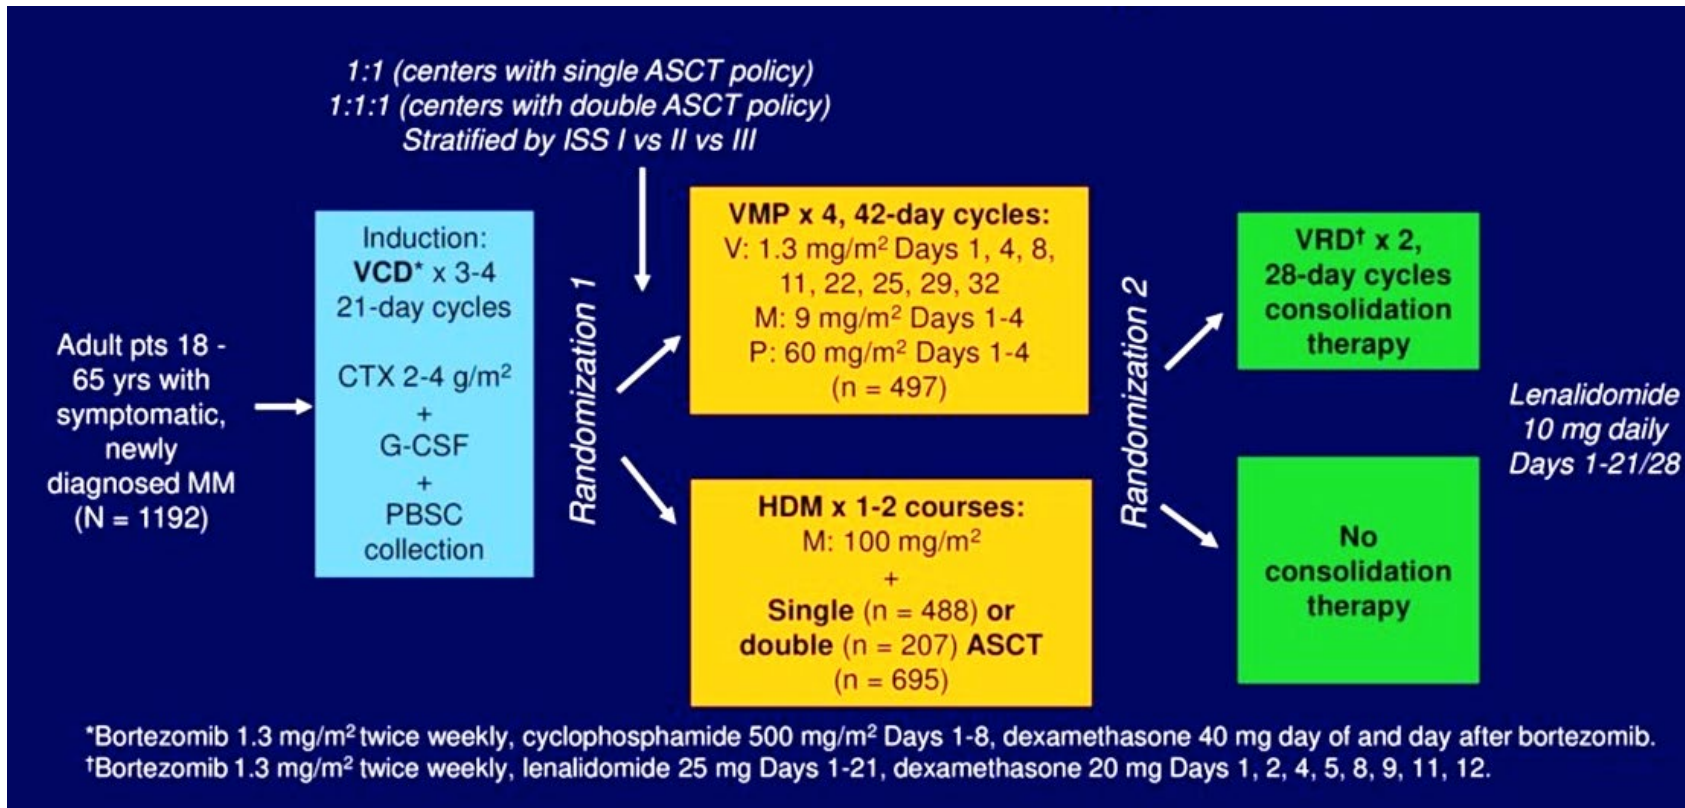 1:1 (centers with single ASCT policy)
1:1:1 (centers with double ASCT policy)
Stratified by ISS I vs II vs III
Adult pts 18 -
65 yrs with
symptomatic,
newly
diagnosed MM
(N = 1192)
Induction:
VCD* x 3-4
21-day cycles
CTX 2-4 g/m²
+
G-CSF
+
PBSC
collection
Randomization 1
VMP x 4, 42-day cycles:
V: 1.3 mg/m² Days 1, 4, 8,
11, 22, 25, 29, 32
M: 9 mg/m² Days 1-4
P: 60 mg/m² Days 1-4
(n = 497)
HDM x 1-2 courses:
M: 100 mg/m²
+
Single (n = 488) or
double (n = 207) ASCT
(n = 695)
Randomization 2
VRD† x 2,
28-day cycles
consolidation
therapy
No
consolidation
therapy
Lenalidomide
10 mg daily
Days 1-21/28
*Bortezomib 1.3 mg/m² twice weekly, cyclophosphamide 500 mg/m² Days 1-8, dexamethasone 40 mg day of and day after bortezomib.
†Bortezomib 1.3 mg/m² twice weekly, lenalidomide 25 mg Days 1-21, dexamethasone 20 mg Days 1, 2, 4, 5, 8, 9, 11, 12.